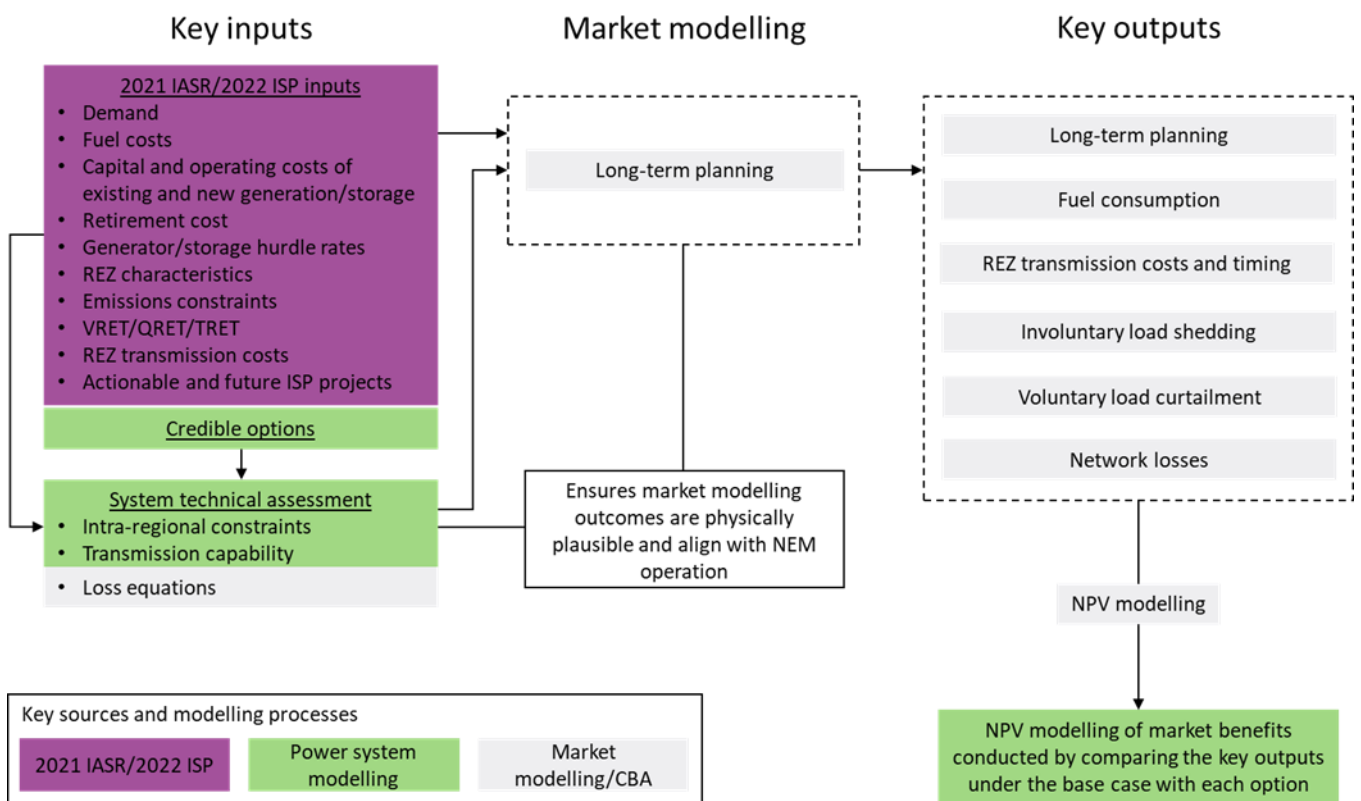 Key inputs
Market modelling
Key outputs
2021 IASR/2022 ISP inputs
• Demand
• Fuel costs
• Capital and operating costs of
existing and new generation/storage
• Retirement cost
• Generator/storage hurdle rates
• REZ characteristics
• Emissions constraints
• VRET/QRET/TRET
• REZ transmission costs
• Actionable and future ISP projects
Credible options
System technical assessment
• Intra-regional constraints
• Transmission capability
• Loss equations
Long-term planning
Ensures market modelling
outcomes are physically
plausible and align with NEM
operation
Long-term planning
Fuel consumption
REZ transmission costs and timing
Involuntary load shedding
Voluntary load curtailment
Network losses
NPV modelling
NPV modelling of market benefits
conducted by comparing the key outputs
under the base case with each option
Key sources and modelling processes
2021 IASR/2022 ISP
Power system
modelling
Market
modelling/CBA